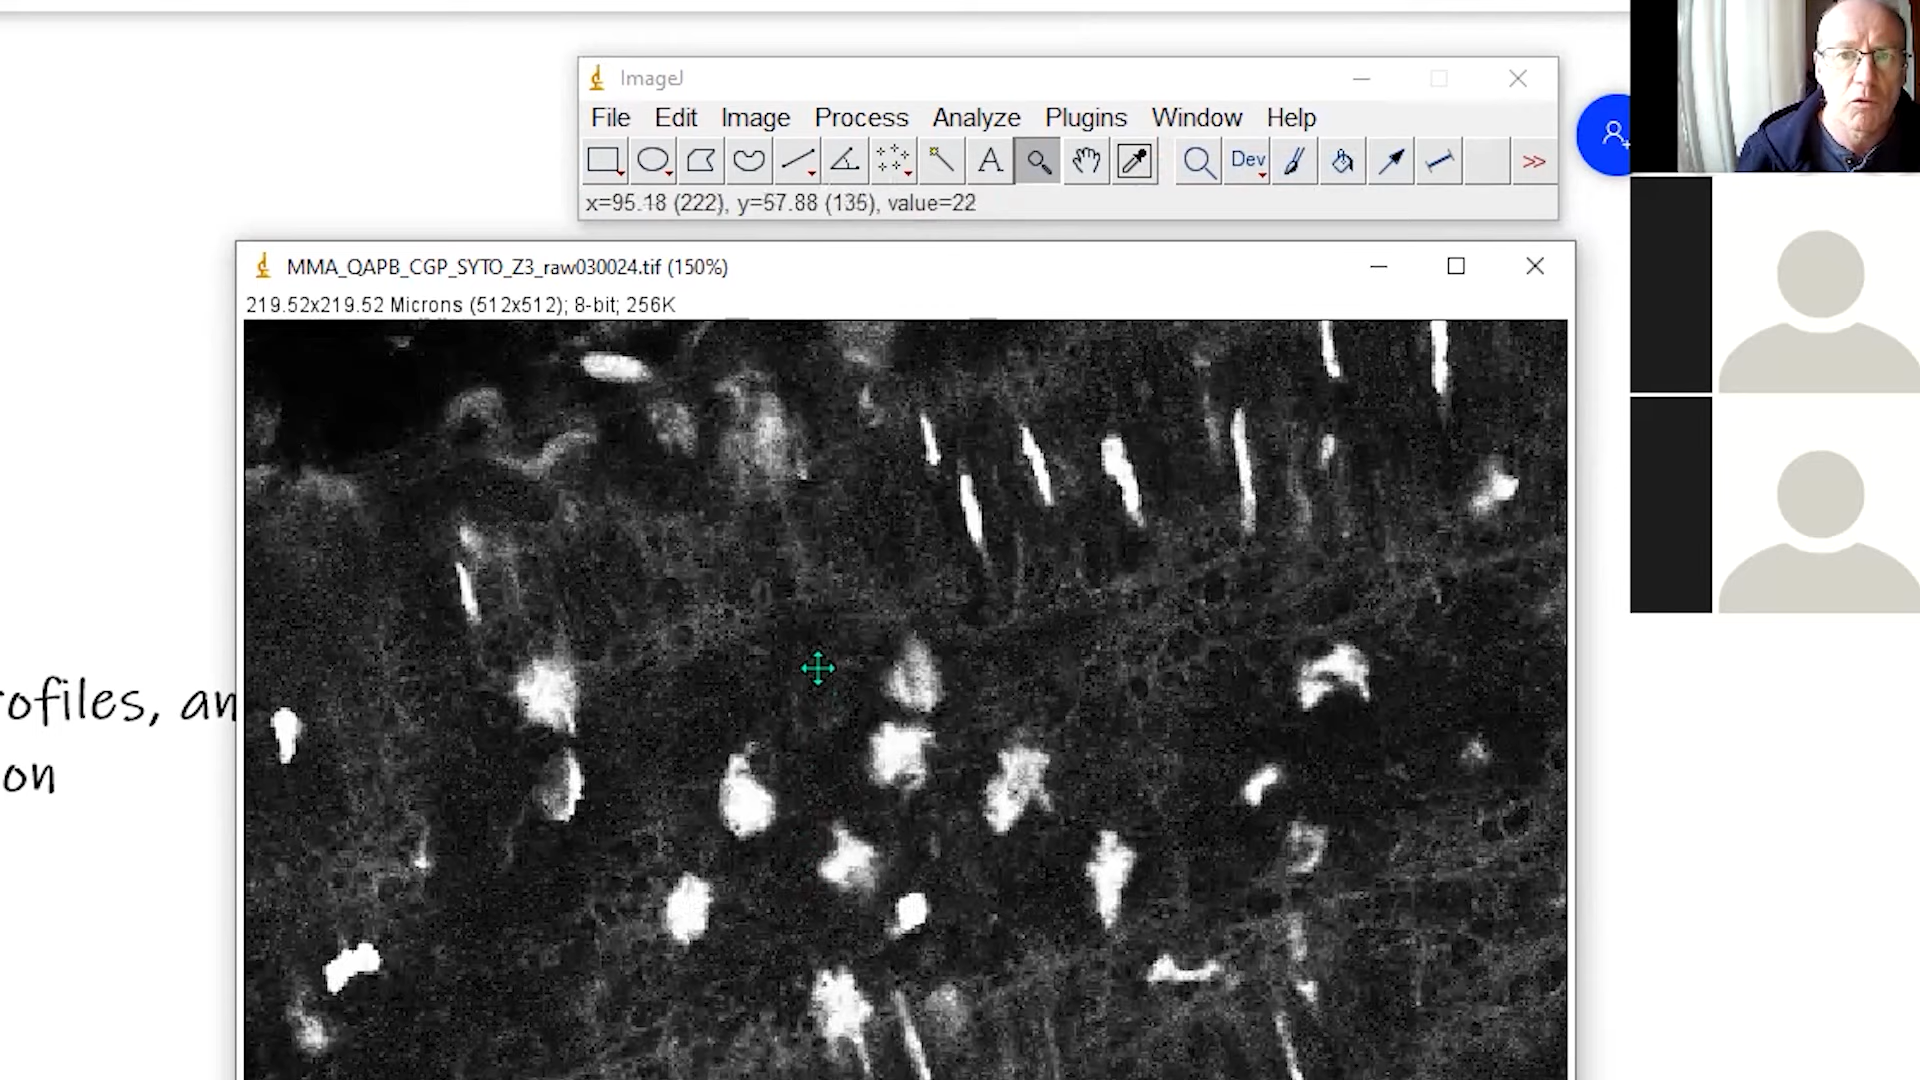 ImageJ
File Edit Image Process Analyze Plugins Window Help
A Dev >>
x=95.18 (222), y=57.88 (135), value=22
MMA_QAPB_CGP_SYTO_Z3_raw030024.tif (150%)
219.52x219.52 Microns (512x512); 8-bit; 256K
rofiles, an
on